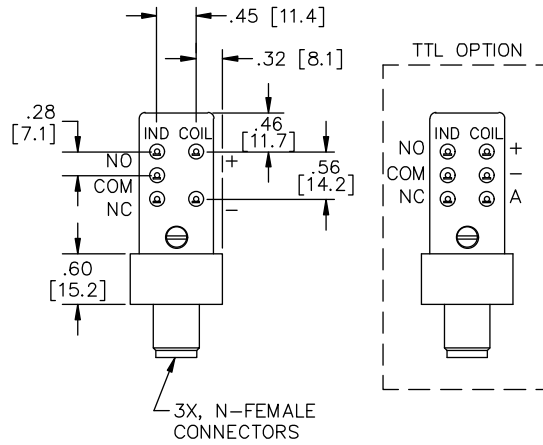 .45 [11.4]
.32 [8.1]
TTL OPTION
.28
[7.1]
IND COIL
.46
[11.7]
NO
+
COM
.56
[14.2]
NC
−
IND COIL
NO
+
COM
−
NC
A
.60
[15.2]
3X, N−FEMALE
CONNECTORS